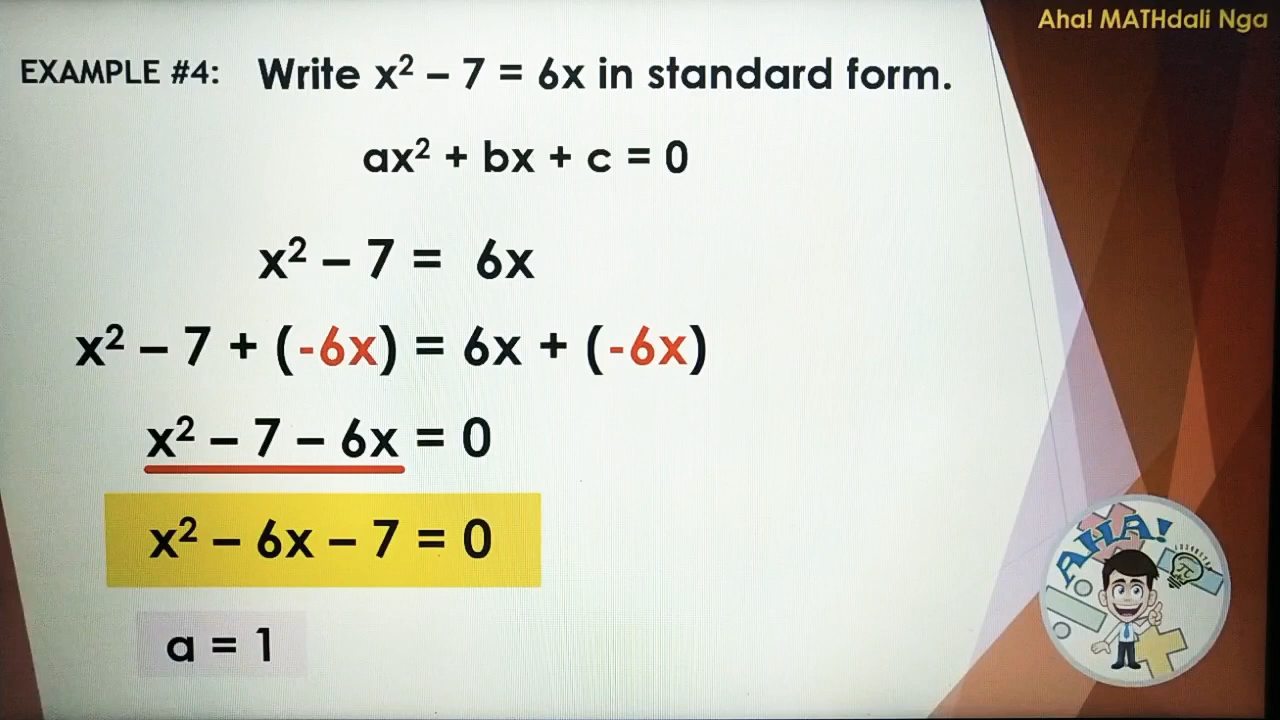 Aha! MATHdali Nga
EXAMPLE #4: Write x² – 7 = 6x in standard form.
ax² + bx + c = 0
x² – 7 = 6x
x² – 7 + (-6x) = 6x + (-6x)
x² – 7 – 6x = 0
x² – 6x – 7 = 0
a = 1
AHA!
π